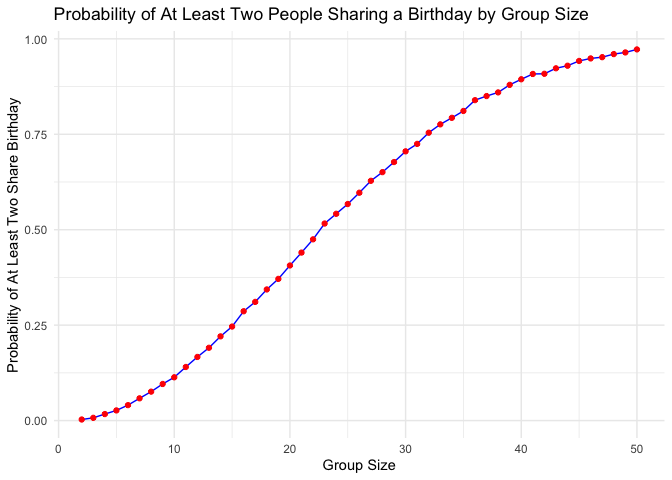 Probability of At Least Two People Sharing a Birthday by Group Size
Probability of At Least Two Share Birthday
1.00
0.75
0.50
0.25
0.00
0 10 20 30 40 50
Group Size